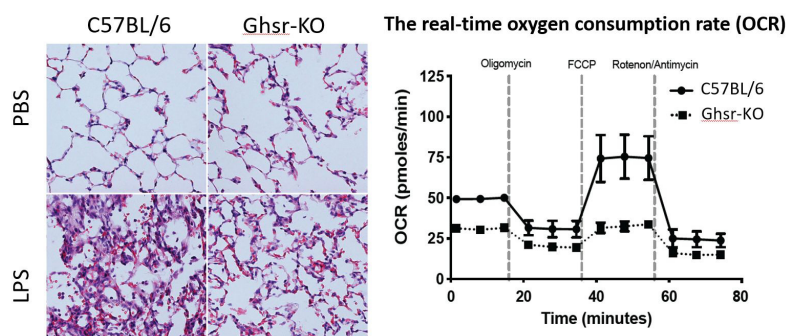 C57BL/6
Ghsr-KO
PBS
LPS
The real-time oxygen consumption rate (OCR)
Oligomycin
FCCP
Rotenon/Antimycin
C57BL/6
Ghsr-KO
OCR (pmoles/min)
125
100
75
50
25
0
0
20
40
60
80
Time (minutes)